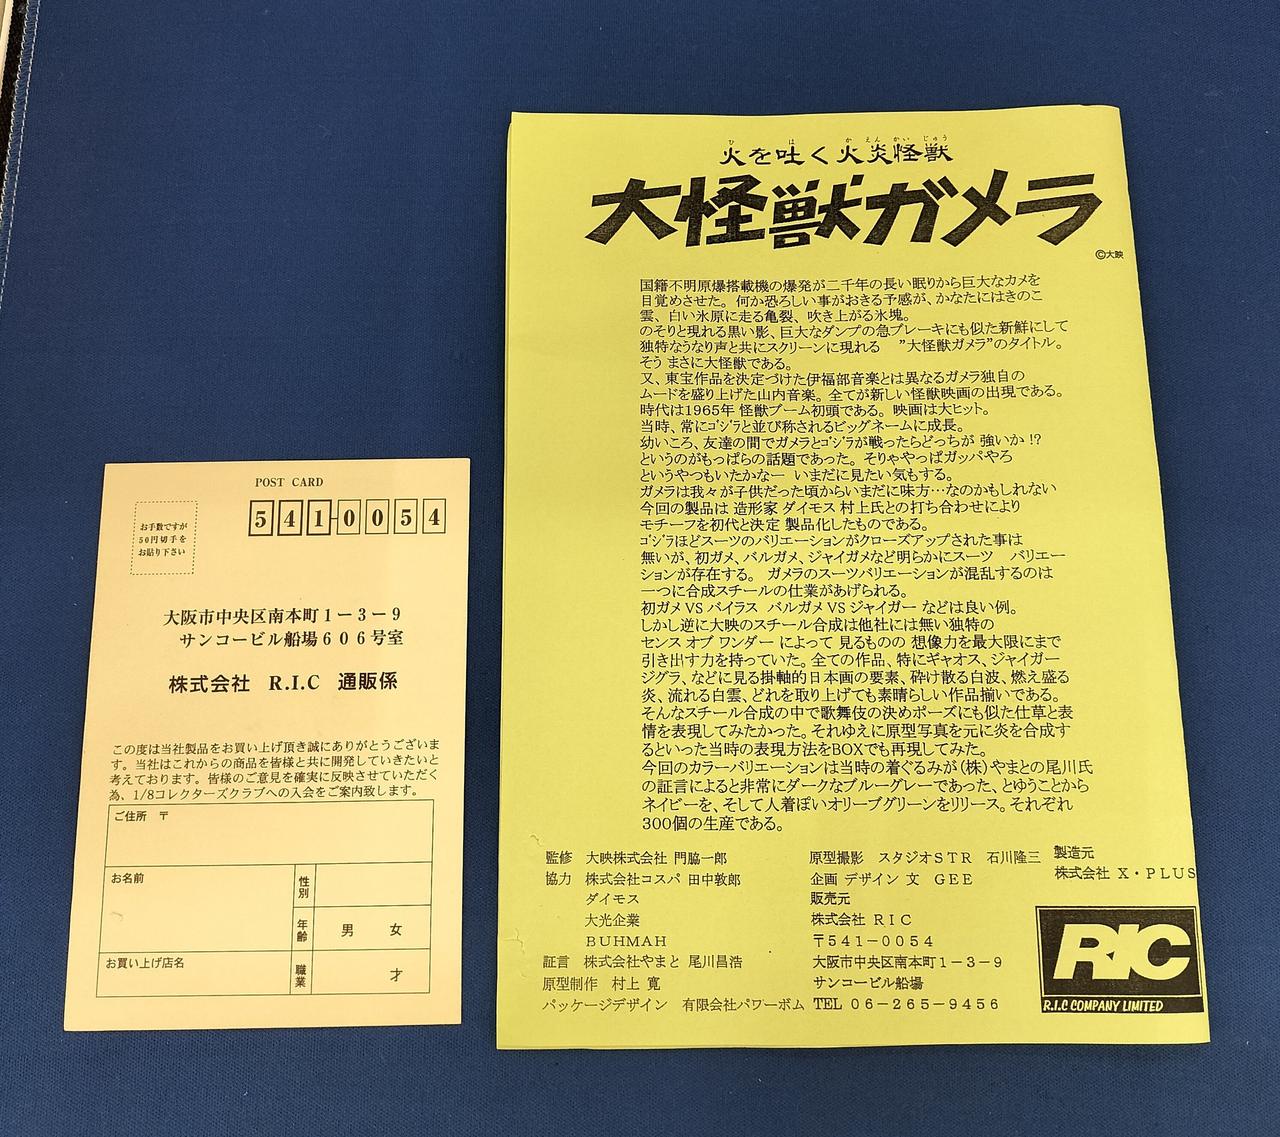 POST CARD
5 4 1 - 0 0 5 4
お手数ですが
50円切手を
お貼り下さい
大阪市中央区南本町1－3－9
サンコービル船場606号室
株式会社 R.I.C 通販係
この度は当社製品をお買い上げ頂き誠にありがとうございま
す。当社はこれからの商品を皆様と共に開発していきたいと
考えております。皆様のご意見を確実に反映させていただく
為、1/8コレクターズクラブへの入会をご案内致します。
ご住所 〒
お名前
性別
年齢
男 女
お買い上げ店名
職業
才
火を吐く火炎怪獣
ひ は かえんかいじゅう
大怪獣ガメラ
©大映
国籍不明原爆搭載機の爆発が二千年の長い眠りから巨大なカメを
目覚めさせた。何か恐ろしい事がおきる予感が、かなたにはきのこ
雲、白い氷原に走る亀裂、吹き上がる氷塊。
のそりと現れる黒い影、巨大なダンプの急ブレーキにも似た新鮮にして
独特なうなり声と共にスクリーンに現れる ”大怪獣ガメラ”のタイトル。
そう まさに大怪獣である。
又、東宝作品を決定づけた伊福部音楽とは異なるガメラ独自の
ムードを盛り上げた山内音楽。全てが新しい怪獣映画の出現である。
時代は1965年 怪獣ブーム初頭である。映画は大ヒット。
当時、常にｺﾞｼﾞﾗと並び称されるビッグネームに成長。
幼いころ、友達の間でガメラとｺﾞｼﾞﾗが戦ったらどっちが 強いか !?
というのがもっぱらの話題であった。そりゃやっぱガッパやろ
というやつもいたかなー いまだに見たい気もする。
ガメラは我々が子供だった頃からいまだに味方…なのかもしれない
今回の製品は 造形家 ダイモス 村上氏との打ち合わせにより
モチーフを初代と決定 製品化したものである。
ｺﾞｼﾞﾗほどスーツのバリエーションがクローズアップされた事は
無いが、初ガメ、バルガメ、ジャイガメなど明らかにスーツ バリエー
ションが存在する。 ガメラのスーツバリエーションが混乱するのは
一つに合成スチールの仕業があげられる。
初ガメ VS バイラス バルガメ VS ジャイガー などは良い例。
しかし逆に大映のスチール合成は他社には無い独特の
センス オブ ワンダー によって 見るものの 想像力を最大限にまで
引き出す力を持っていた。全ての作品、特にギャオス、ジャイガー
ジグラ、などに見る掛軸的日本画の要素、砕け散る白波、燃え盛る
炎、流れる白雲、どれを取り上げても素晴らしい作品揃いである。
そんなスチール合成の中で歌舞伎の決めポーズにも似た仕草と表
情を表現してみたかった。それゆえに原型写真を元に炎を合成す
るといった当時の表現方法をBOXでも再現してみた。
今回のカラーバリエーションは当時の着ぐるみが(株)やまとの尾川氏
の証言によると非常にダークなブルーグレーであった、とゆうことから
ネイビーを、そして人着ぽいオリーブグリーンをリリース。それぞれ
300個の生産である。
監修 大映株式会社 門脇一郎
協力 株式会社コスパ 田中敦郎
ダイモス
大光企業
BUHMAH
証言 株式会社やまと 尾川昌浩
原型制作 村上 寛
パッケージデザイン 有限会社パワーボム
原型撮影 スタジオSTR 石川隆三
企画 デザイン 文 GEE
販売元
株式会社 RIC
〒541－0054
大阪市中央区南本町1－3－9
サンコービル船場
TEL 06－265－9456
製造元
株式会社 X・PLUS
RIC
R.I.C COMPANY LIMITED